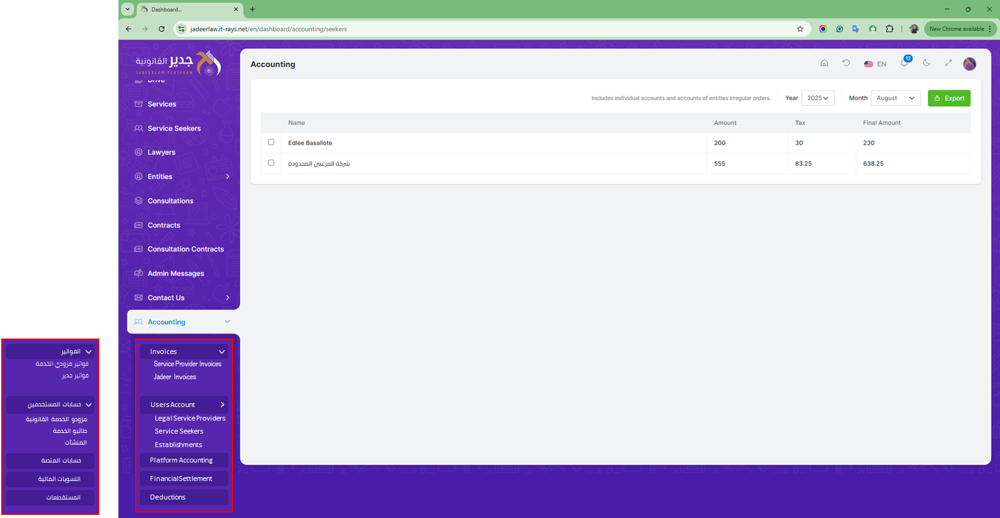 Dashboard...
jadeerlaw.it-rays.net/en/dashboard/accounting/seekers
New Chrome available
جدير القانونية
JADEERLAW PLATFORM
Drive
Services
Service Seekers
Lawyers
Entities
Consultations
Contracts
Consultation Contracts
Admin Messages
Contact Us
Accounting
Invoices
Service Provider Invoices
Jadeer Invoices
Users Account
Legal Service Providers
Service Seekers
Establishments
Platform Accounting
Financial Settlement
Deductions
الفواتير
فواتير مزودي الخدمة
فواتير جدير
حسابات المستخدمين
مزودو الخدمة القانونية
طالبو الخدمة
المنشآت
حسابات المنصة
التسويات المالية
المستقطعات
Accounting
EN
12
Includes individual accounts and accounts of entities irregular orders.
Year 2025
Month August
Export
Name Amount Tax Final Amount
Edlee Basallote 200 30 230
شركة المرعبين المحدودة 555 83.25 638.25